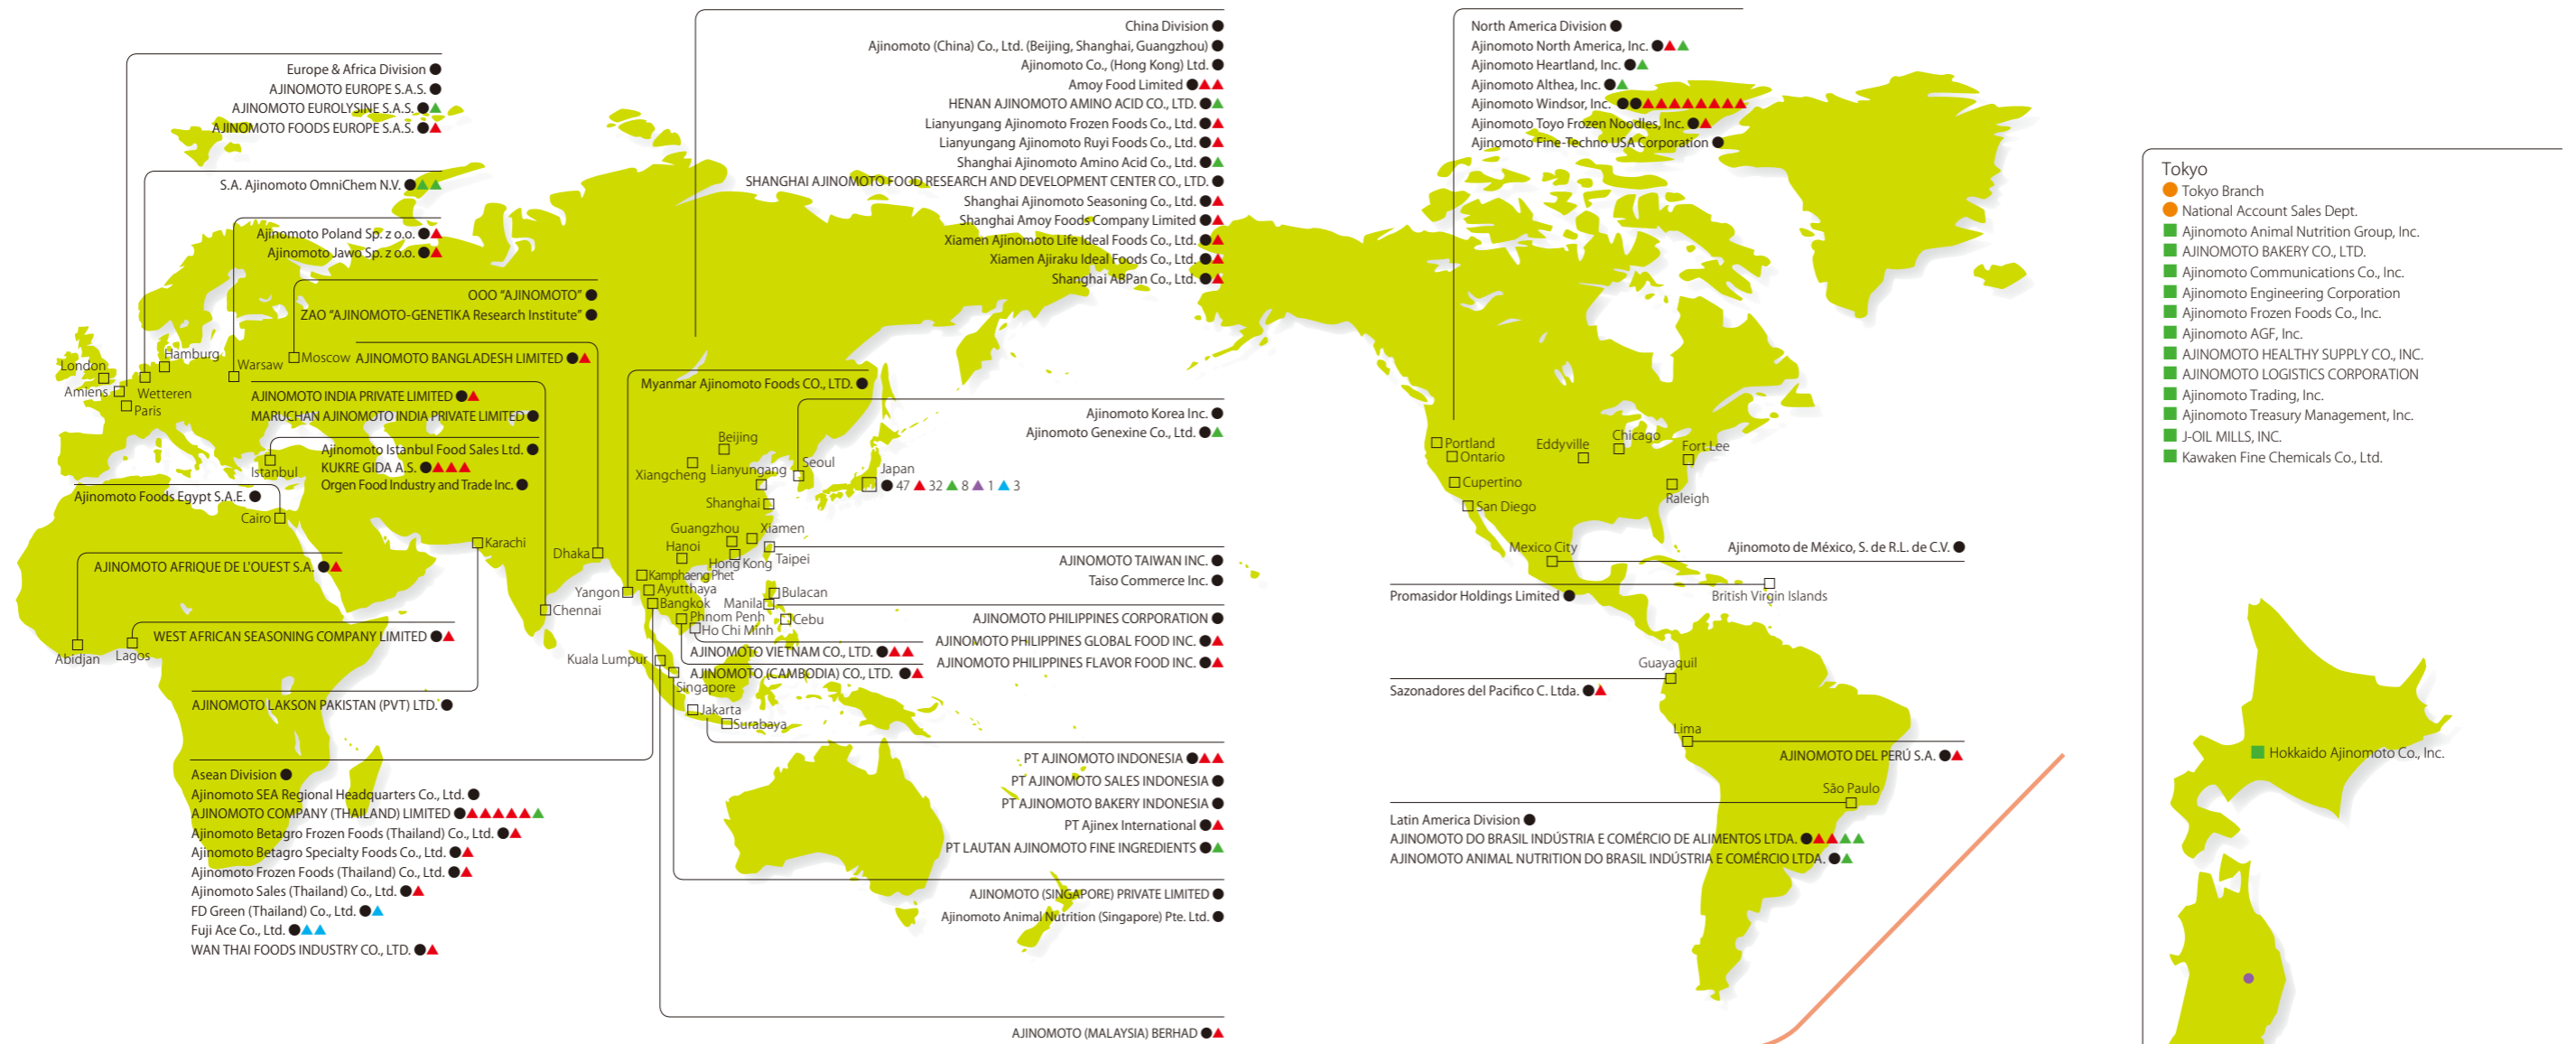 Europe & Africa Division
AJINOMOTO EUROPE S.A.S.
AJINOMOTO EUROLYSINE S.A.S.
AJINOMOTO FOODS EUROPE S.A.S.
S.A. Ajinomoto OmniChem N.V.
Ajinomoto Poland Sp. z o.o.
Ajinomoto Jawo Sp. z o.o.
OOO “AJINOMOTO”
ZAO “AJINOMOTO-GENETIKA Research Institute”
AJINOMOTO BANGLADESH LIMITED
AJINOMOTO INDIA PRIVATE LIMITED
MARUCHAN AJINOMOTO INDIA PRIVATE LIMITED
Ajinomoto Istanbul Food Sales Ltd.
KUKRE GIDA A.S.
Orgen Food Industry and Trade Inc.
Ajinomoto Foods Egypt S.A.E.
AJINOMOTO AFRIQUE DE L'OUEST S.A.
WEST AFRICAN SEASONING COMPANY LIMITED
AJINOMOTO LAKSON PAKISTAN (PVT) LTD.
London
Amiens
Hamburg
Wetteren
Paris
Warsaw
Moscow
Istanbul
Cairo
Karachi
Dhaka
Chennai
Abidjan
Lagos
Asean Division
Ajinomoto SEA Regional Headquarters Co., Ltd.
AJINOMOTO COMPANY (THAILAND) LIMITED
Ajinomoto Betagro Frozen Foods (Thailand) Co., Ltd.
Ajinomoto Betagro Specialty Foods Co., Ltd.
Ajinomoto Frozen Foods (Thailand) Co., Ltd.
Ajinomoto Sales (Thailand) Co., Ltd.
FD Green (Thailand) Co., Ltd.
Fuji Ace Co., Ltd.
WAN THAI FOODS INDUSTRY CO., LTD.
China Division
Ajinomoto (China) Co., Ltd. (Beijing, Shanghai, Guangzhou)
Ajinomoto Co., (Hong Kong) Ltd.
Amoy Food Limited
HENAN AJINOMOTO AMINO ACID CO., LTD.
Lianyungang Ajinomoto Frozen Foods Co., Ltd.
Lianyungang Ajinomoto Ruyi Foods Co., Ltd.
Shanghai Ajinomoto Amino Acid Co., Ltd.
SHANGHAI AJINOMOTO FOOD RESEARCH AND DEVELOPMENT CENTER CO., LTD.
Shanghai Ajinomoto Seasoning Co., Ltd.
Shanghai Amoy Foods Company Limited
Xiamen Ajinomoto Life Ideal Foods Co., Ltd.
Xiamen Ajiraku Ideal Foods Co., Ltd.
Shanghai ABPan Co., Ltd.
Myanmar Ajinomoto Foods CO., LTD.
Ajinomoto Korea Inc.
Ajinomoto Genexine Co., Ltd.
Beijing
Xiangcheng
Lianyungang
Seoul
Japan
47 32 8 1 3
Shanghai
Guangzhou
Xiamen
Hanoi
Hong Kong
Taipei
Kamphaeng Phet
Yangon
Ayutthaya
Bangkok
Manila
Bulacan
Phnom Penh
Cebu
Ho Chi Minh
Kuala Lumpur
Singapore
Jakarta
Surabaya
AJINOMOTO TAIWAN INC.
Taiso Commerce Inc.
AJINOMOTO PHILIPPINES CORPORATION
AJINOMOTO PHILIPPINES GLOBAL FOOD INC.
AJINOMOTO PHILIPPINES FLAVOR FOOD INC.
AJINOMOTO VIETNAM CO., LTD.
AJINOMOTO (CAMBODIA) CO., LTD.
PT AJINOMOTO INDONESIA
PT AJINOMOTO SALES INDONESIA
PT AJINOMOTO BAKERY INDONESIA
PT Ajinex International
PT LAUTAN AJINOMOTO FINE INGREDIENTS
AJINOMOTO (SINGAPORE) PRIVATE LIMITED
Ajinomoto Animal Nutrition (Singapore) Pte. Ltd.
AJINOMOTO (MALAYSIA) BERHAD
North America Division
Ajinomoto North America, Inc.
Ajinomoto Heartland, Inc.
Ajinomoto Althea, Inc.
Ajinomoto Windsor, Inc.
Ajinomoto Toyo Frozen Noodles, Inc.
Ajinomoto Fine-Techno USA Corporation
Portland
Ontario
Cupertino
San Diego
Eddyville
Chicago
Fort Lee
Raleigh
Mexico City
Ajinomoto de México, S. de R.L. de C.V.
Promasidor Holdings Limited
British Virgin Islands
Guayaquil
Sazonadores del Pacifico C. Ltda.
Lima
AJINOMOTO DEL PERÚ S.A.
São Paulo
Latin America Division
AJINOMOTO DO BRASIL INDÚSTRIA E COMÉRCIO DE ALIMENTOS LTDA.
AJINOMOTO ANIMAL NUTRITION DO BRASIL INDÚSTRIA E COMÉRCIO LTDA.
Tokyo
Tokyo Branch
National Account Sales Dept.
Ajinomoto Animal Nutrition Group, Inc.
AJINOMOTO BAKERY CO., LTD.
Ajinomoto Communications Co., Inc.
Ajinomoto Engineering Corporation
Ajinomoto Frozen Foods Co., Inc.
Ajinomoto AGF, Inc.
AJINOMOTO HEALTHY SUPPLY CO., INC.
AJINOMOTO LOGISTICS CORPORATION
Ajinomoto Trading, Inc.
Ajinomoto Treasury Management, Inc.
J-OIL MILLS, INC.
Kawaken Fine Chemicals Co., Ltd.
Hokkaido Ajinomoto Co., Inc.